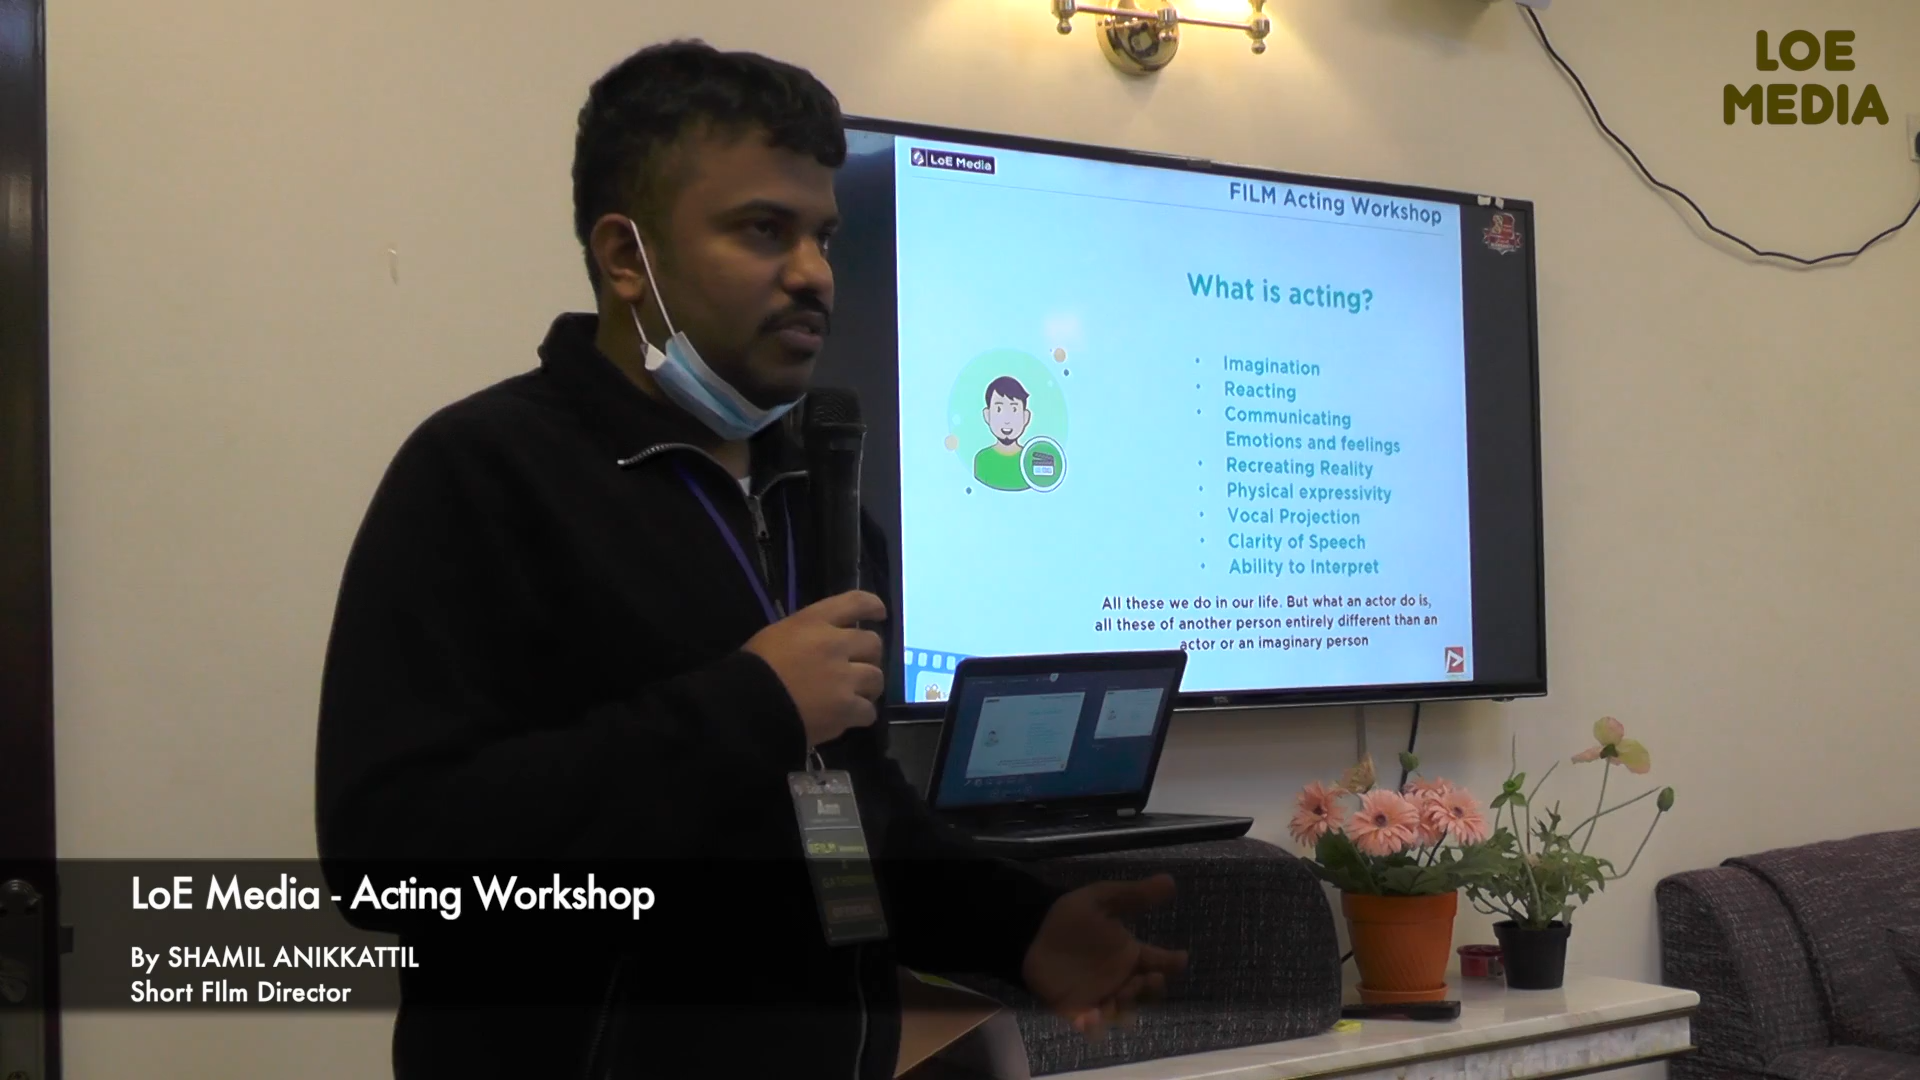 LOE
MEDIA
LoE Media
FILM Acting Workshop
What is acting?
• Imagination
• Reacting
• Communicating
Emotions and feelings
• Recreating Reality
• Physical expressivity
• Vocal Projection
• Clarity of Speech
• Ability to Interpret
All these we do in our life. But what an actor do is,
all these of another person entirely different than an
actor or an imaginary person
TCL
LoE Media - Acting Workshop
By SHAMIL ANIKKATTIL
Short FIlm Director